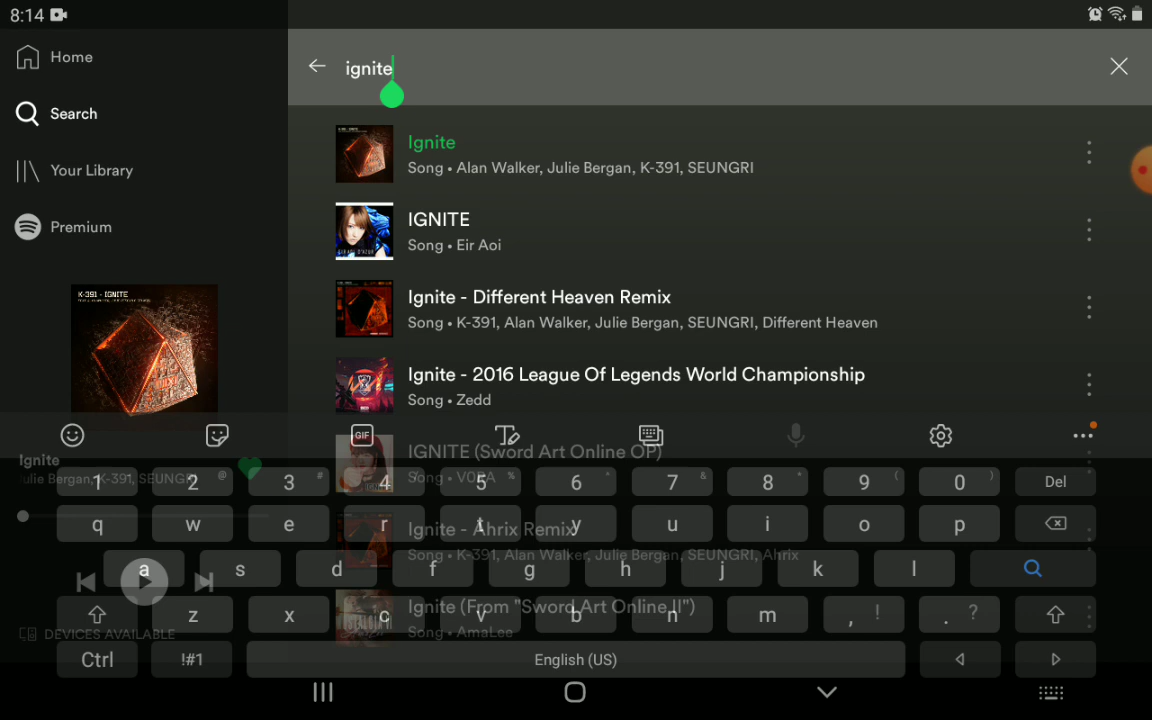 8:14
Home
Search
Your Library
Premium
K-391 - IGNITE
Ignite
ulie Bergan, K-391, SEUNGR
DEVICES AVAILABLE
ignite
Ignite
Song • Alan Walker, Julie Bergan, K-391, SEUNGRI
IGNITE
Song • Eir Aoi
Ignite - Different Heaven Remix
Song • K-391, Alan Walker, Julie Bergan, SEUNGRI, Different Heaven
Ignite - 2016 League Of Legends World Championship
Song • Zedd
IGNITE (Sword Art Online OP)
Song • V0RA
Ignite - Ahrix Remix
Song • K-391, Alan Walker, Julie Bergan, SEUNGRI, Ahrix
Ignite (From "Sword Art Online II")
Song • AmaLee
GIF
1 @ 2 # 3 4 % 5 ^ 6 & 7 * 8 ( 9 ) 0 Del
q w e r t y u i o p
a s d f g h j k l
z x c v b n m , ! . ?
Ctrl !#1 English (US)